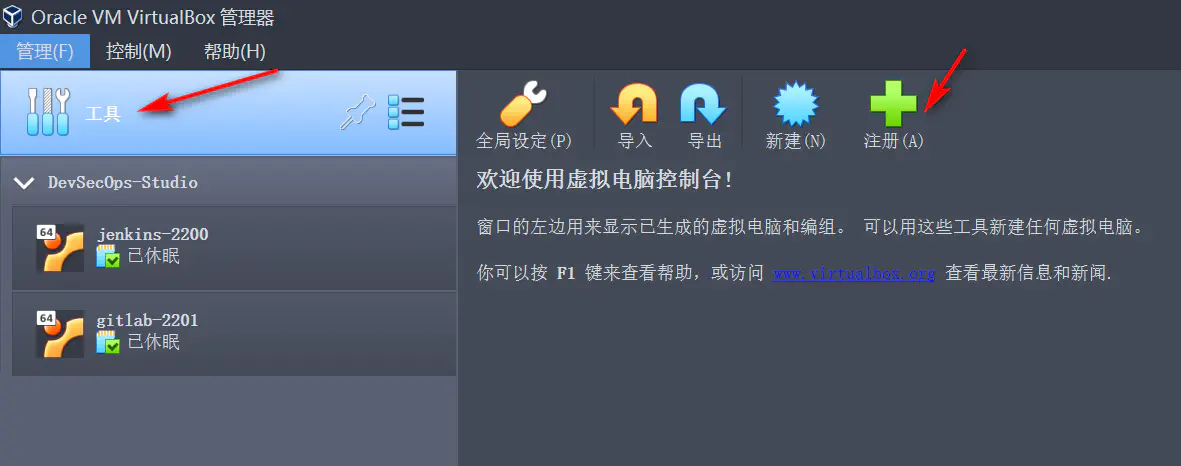 Oracle VM VirtualBox 管理器
管理(F) 控制(M) 帮助(H)
工具
全局设定(P) 导入 导出 新建(N) 注册(A)
DevSecOps-Studio
64
jenkins-2200
已休眠
64
gitlab-2201
已休眠
欢迎使用虚拟电脑控制台!
窗口的左边用来显示已生成的虚拟电脑和编组。 可以用这些工具新建任何虚拟电脑。
你可以按 F1 键来查看帮助，或访问 www.virtualbox.org 查看最新信息和新闻.